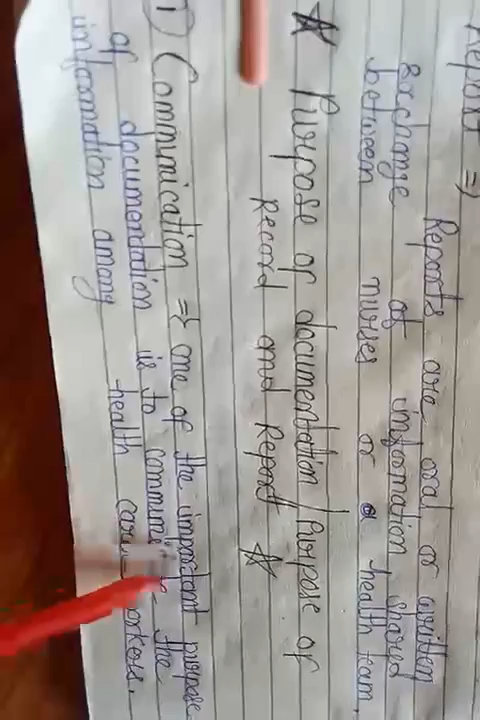 Report ⇒
Reports are oral or written
exchange of information shared
between nurses or a health team.
★ Purpose of documentation / Purpose of
Record and Report ★
1) Communication ⇒ one of the important purpose
of documentation is to the
information among health care workers.